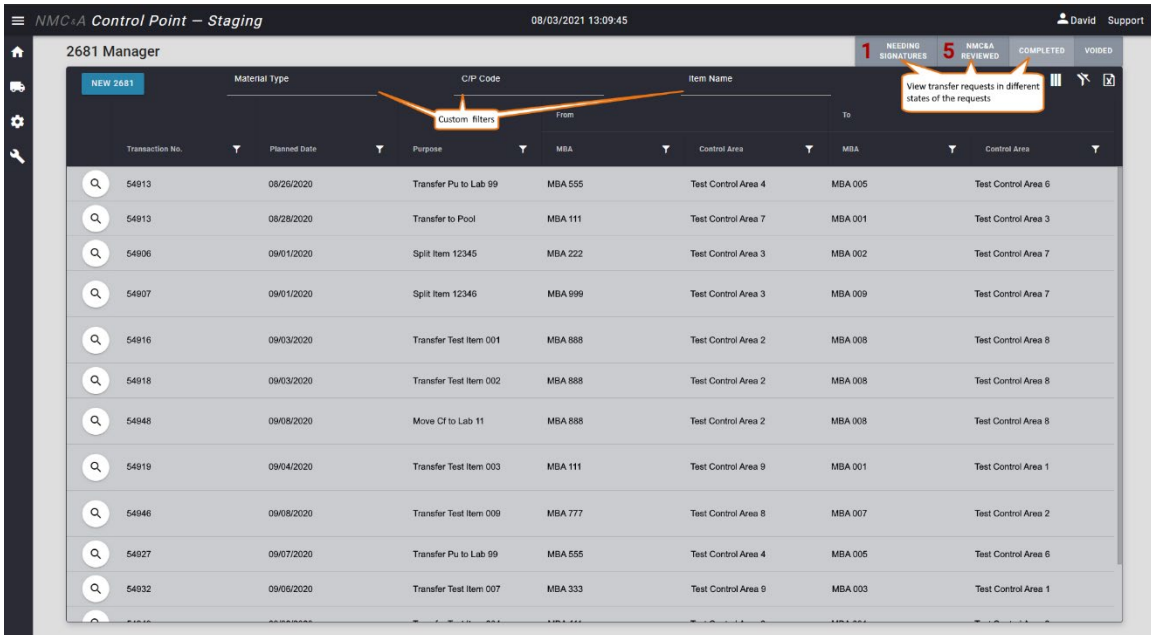 NMC&A Control Point — Staging 08/03/2021 13:09:45 David Support
2681 Manager 1 NEEDING SIGNATURES 5 NMC&A REVIEWED COMPLETED VOIDED
NEW 2681 Material Type C/P Code Item Name
View transfer requests in different
states of the requests
Custom filters
From To
Transaction No. Planned Date Purpose MBA Control Area MBA Control Area
54913 08/26/2020 Transfer Pu to Lab 99 MBA 555 Test Control Area 4 MBA 005 Test Control Area 6
54913 08/28/2020 Transfer to Pool MBA 111 Test Control Area 7 MBA 001 Test Control Area 3
54906 09/01/2020 Split Item 12345 MBA 222 Test Control Area 3 MBA 002 Test Control Area 7
54907 09/01/2020 Split Item 12346 MBA 999 Test Control Area 3 MBA 009 Test Control Area 7
54916 09/03/2020 Transfer Test Item 001 MBA 888 Test Control Area 2 MBA 008 Test Control Area 8
54918 09/03/2020 Transfer Test Item 002 MBA 888 Test Control Area 2 MBA 008 Test Control Area 8
54948 09/08/2020 Move Cf to Lab 11 MBA 888 Test Control Area 2 MBA 008 Test Control Area 8
54919 09/04/2020 Transfer Test Item 003 MBA 111 Test Control Area 9 MBA 001 Test Control Area 1
54946 09/08/2020 Transfer Test Item 009 MBA 777 Test Control Area 8 MBA 007 Test Control Area 2
54927 09/07/2020 Transfer Pu to Lab 99 MBA 555 Test Control Area 4 MBA 005 Test Control Area 6
54932 09/06/2020 Transfer Test Item 007 MBA 333 Test Control Area 9 MBA 003 Test Control Area 1